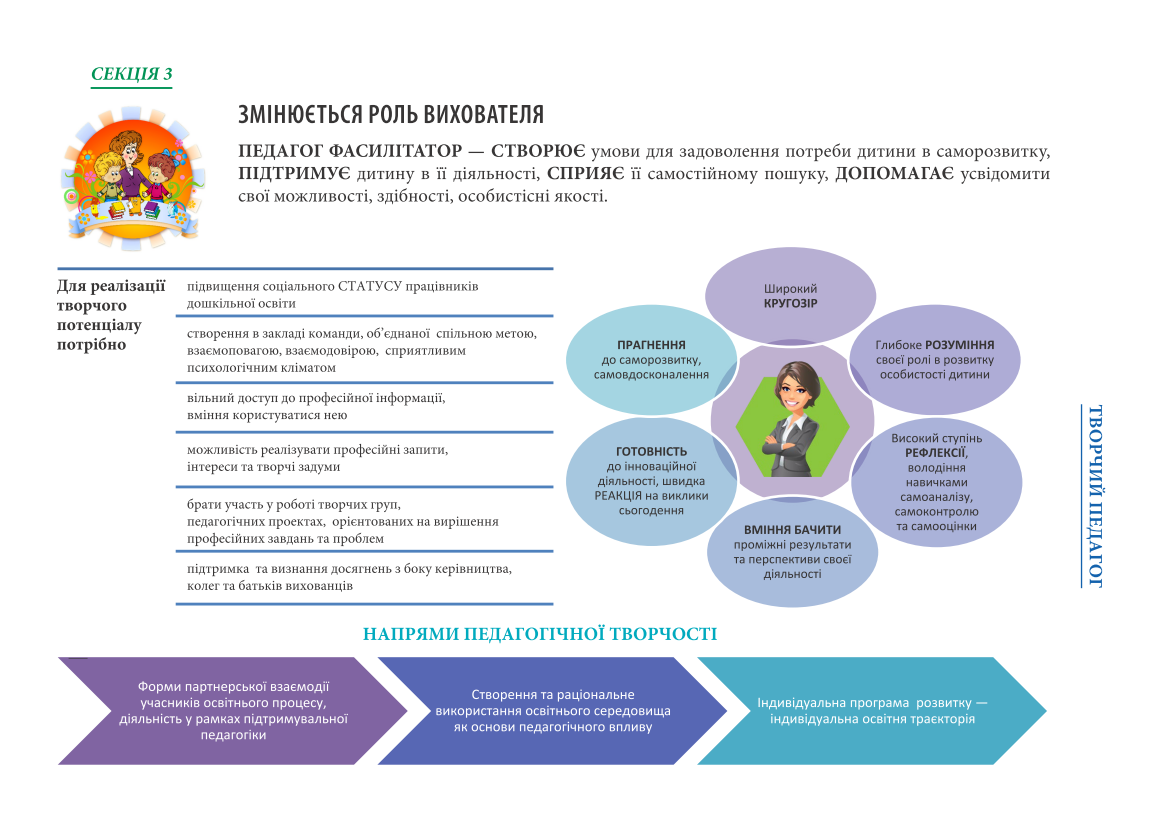 СЕКЦІЯ 3
ЗМІНЮЄТЬСЯ РОЛЬ ВИХОВАТЕЛЯ
ПЕДАГОГ ФАСИЛІТАТОР — СТВОРЮЄ умови для задоволення потреби дитини в саморозвитку,
ПІДТРИМУЄ дитину в її діяльності, СПРИЯЄ її самостійному пошуку, ДОПОМАГАЄ усвідомити
свої можливості, здібності, особистісні якості.
Для реалізації
творчого
потенціалу
потрібно
підвищення соціального СТАТУСУ працівників
дошкільної освіти
створення в закладі команди, об’єднаної спільною метою,
взаємоповагою, взаємодовірою, сприятливим
психологічним кліматом
вільний доступ до професійної інформації,
вміння користуватися нею
можливість реалізувати професійні запити,
інтереси та творчі задуми
брати участь у роботі творчих груп,
педагогічних проектах, орієнтованих на вирішення
професійних завдань та проблем
підтримка та визнання досягнень з боку керівництва,
колег та батьків вихованців
Широкий
КРУГОЗІР
Глибоке РОЗУМІННЯ
своєї ролі в розвитку
особистості дитини
Високий ступінь
РЕФЛЕКСІЇ,
володіння
навичками
самоаналізу,
самоконтролю
та самооцінки
ВМІННЯ БАЧИТИ
проміжні результати
та перспективи своєї
діяльності
ГОТОВНІСТЬ
до інноваційної
діяльності, швидка
РЕАКЦІЯ на виклики
сьогодення
ПРАГНЕННЯ
до саморозвитку,
самовдосконалення
ТВОРЧИЙ ПЕДАГОГ
НАПРЯМИ ПЕДАГОГІЧНОЇ ТВОРЧОСТІ
Форми партнерської взаємодії
учасників освітнього процесу,
діяльність у рамках підтримувальної
педагогіки
Створення та раціональне
використання освітнього середовища
як основи педагогічного впливу
Індивідуальна програма розвитку —
індивідуальна освітня траєкторія